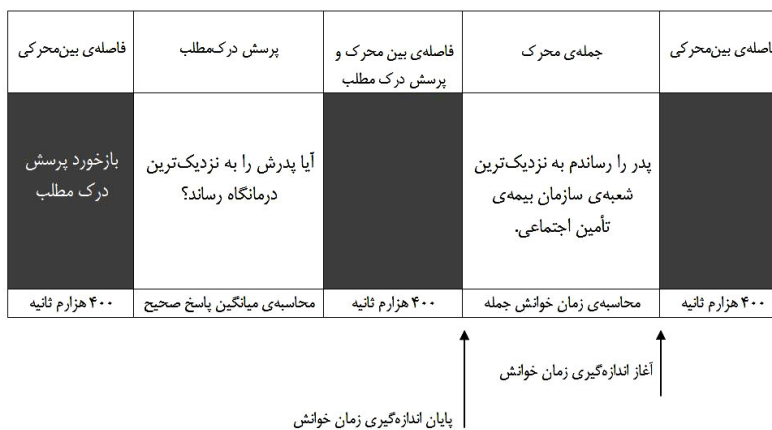 فاصله‌ی بین‌محرکی
جمله‌ی محرک
فاصله‌ی بین محرک و
پرسش درک مطلب
پرسش درک‌مطلب
فاصله‌ی بین‌محرکی
پدر را رساندم به نزدیک‌ترین
شعبه‌ی سازمان بیمه‌ی
تأمین اجتماعی.
آیا پدرش را به نزدیک‌ترین
درمانگاه رساند؟
بازخورد پرسش
درک مطلب
۴۰۰ هزارم ثانیه
محاسبه‌ی زمان خوانش جمله
۴۰۰ هزارم ثانیه
محاسبه‌ی میانگین پاسخ صحیح
۴۰۰ هزارم ثانیه
آغاز اندازه‌گیری زمان خوانش
پایان اندازه‌گیری زمان خوانش